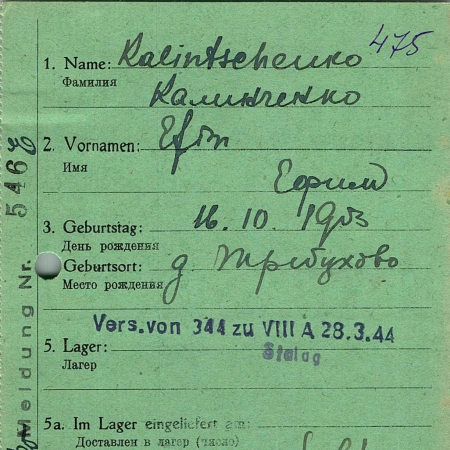 475
1. Name: Kalintschenko
Фамилия Калинченко
2. Vornamen: Efim
Имя Ефим
3. Geburtstag: 16. 10. 1903
День рождения
Geburtsort: д. Требухово
Место рождения
Vers. von 344 zu VIII A 28.3.44
Stalag
5. Lager:
Лагерь
5a. Im Lager eingeliefert am:
Доставлен в лагерь (число)
Meldung Nr. 5467